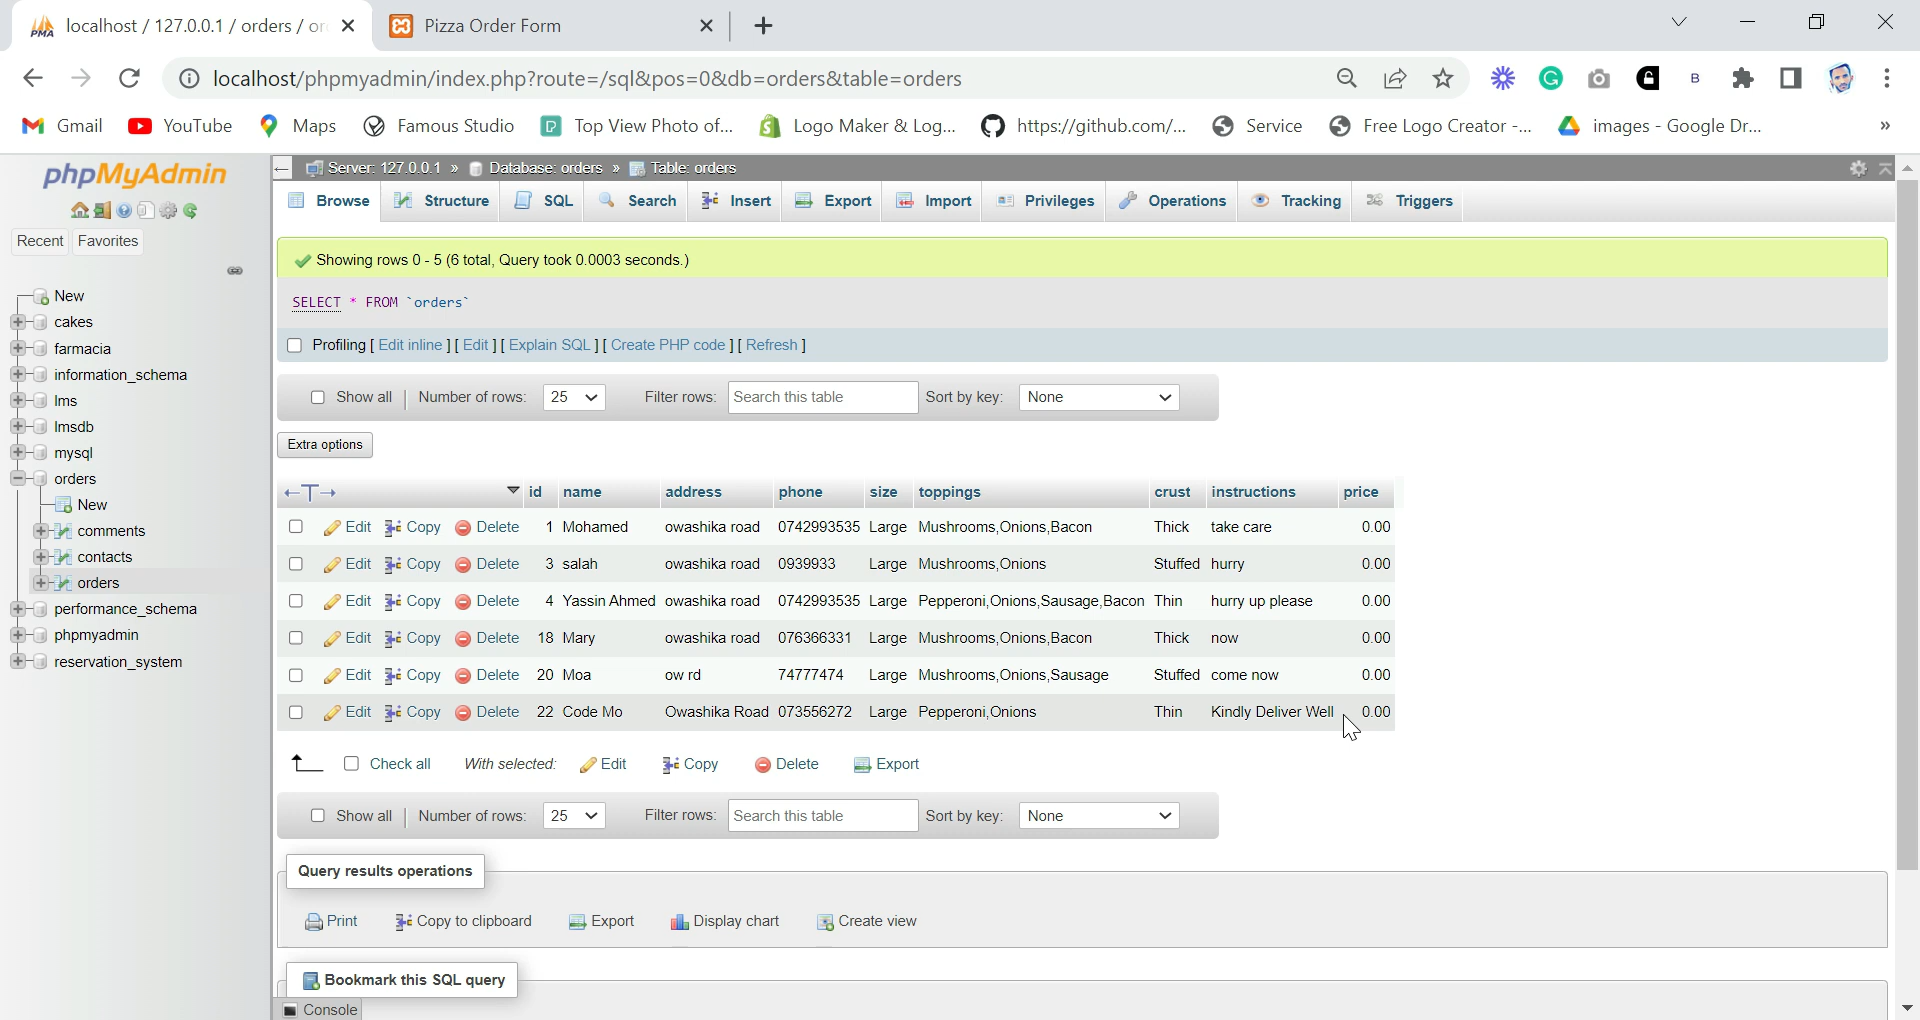 localhost / 127.0.0.1 / orders / or
Pizza Order Form
localhost/phpmyadmin/index.php?route=/sql&pos=0&db=orders&table=orders
Gmail YouTube Maps Famous Studio Top View Photo of... Logo Maker & Log... https://github.com/... Service Free Logo Creator -... images - Google Dr... »
phpMyAdmin
Recent Favorites
New
cakes
farmacia
information_schema
lms
lmsdb
mysql
orders
New
comments
contacts
orders
performance_schema
phpmyadmin
reservation_system
Server: 127.0.0.1 » Database: orders » Table: orders
Browse Structure SQL Search Insert Export Import Privileges Operations Tracking Triggers
Showing rows 0 - 5 (6 total, Query took 0.0003 seconds.)
SELECT * FROM `orders`
Profiling [ Edit inline ] [ Edit ] [ Explain SQL ] [ Create PHP code ] [ Refresh ]
Show all Number of rows: 25 Filter rows: Search this table Sort by key: None
Extra options
←T→ id name address phone size toppings crust instructions price
Edit Copy Delete 1 Mohamed owashika road 0742993535 Large Mushrooms,Onions,Bacon Thick take care 0.00
Edit Copy Delete 3 salah owashika road 0939933 Large Mushrooms,Onions Stuffed hurry 0.00
Edit Copy Delete 4 Yassin Ahmed owashika road 0742993535 Large Pepperoni,Onions,Sausage,Bacon Thin hurry up please 0.00
Edit Copy Delete 18 Mary owashika road 076366331 Large Mushrooms,Onions,Bacon Thick now 0.00
Edit Copy Delete 20 Moa ow rd 74777474 Large Mushrooms,Onions,Sausage Stuffed come now 0.00
Edit Copy Delete 22 Code Mo Owashika Road 073556272 Large Pepperoni,Onions Thin Kindly Deliver Well 0.00
Check all With selected: Edit Copy Delete Export
Show all Number of rows: 25 Filter rows: Search this table Sort by key: None
Query results operations
Print Copy to clipboard Export Display chart Create view
Bookmark this SQL query
Console